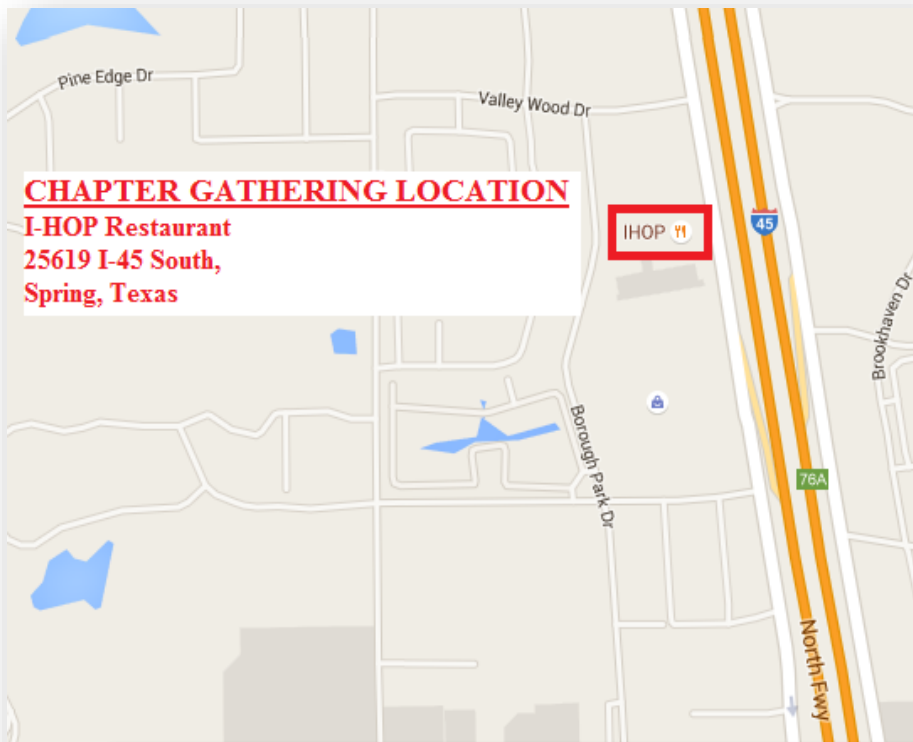 Pine Edge Dr
Valley Wood Dr
CHAPTER GATHERING LOCATION
I-HOP Restaurant
25619 I-45 South,
Spring, Texas
IHOP
45
Brookhaven Dr
Borough Park Dr
76A
North Fwy